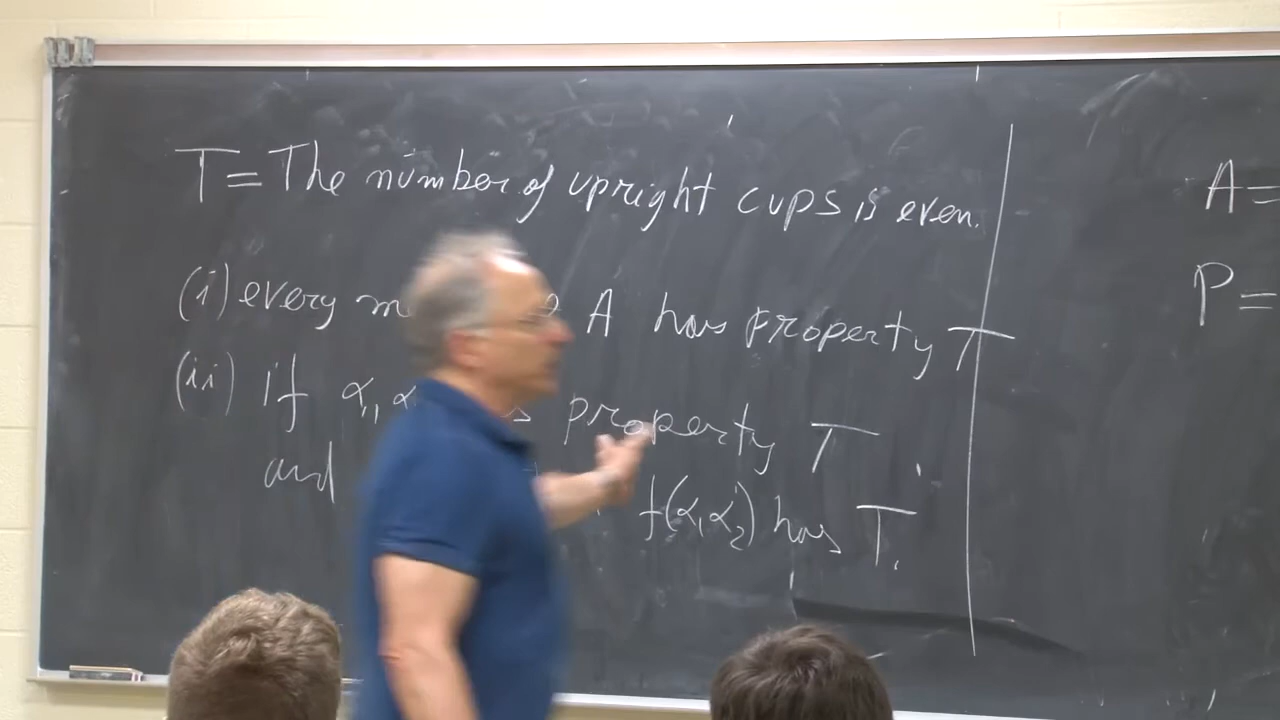 T = The number of upright cups is even.
(i) every m A has property T
(ii) if α₁, α property T
and f(α₁α₂) has T.
A =
P =